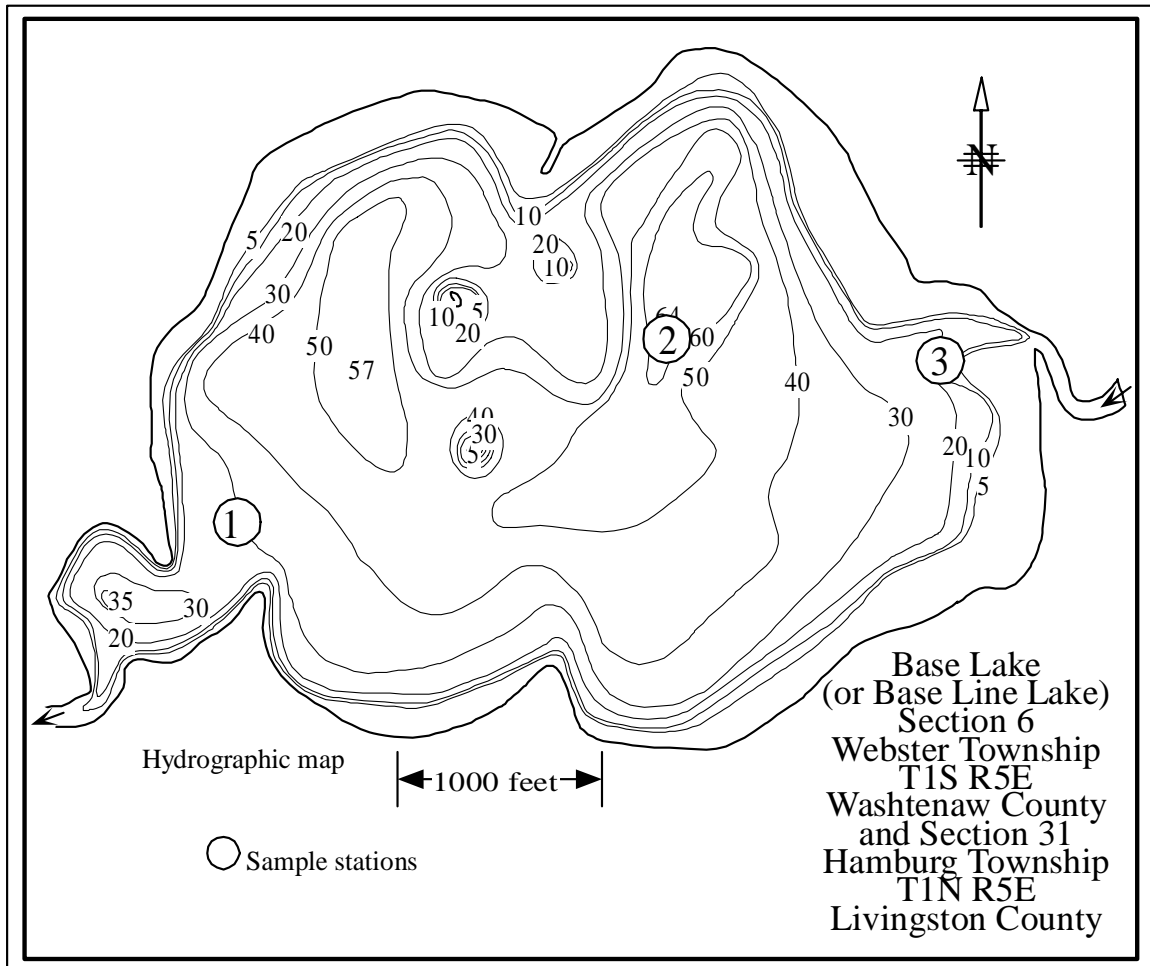 N
10
5
20
20
10
30
64
10
5
40
20
2
60
50
3
57
50
40
30
40
30
20
5
10
5
1
35
30
20
Base Lake
(or Base Line Lake)
Section 6
Webster Township
T1S R5E
Washtenaw County
and Section 31
Hamburg Township
T1N R5E
Livingston County
Hydrographic map
1000 feet
Sample stations